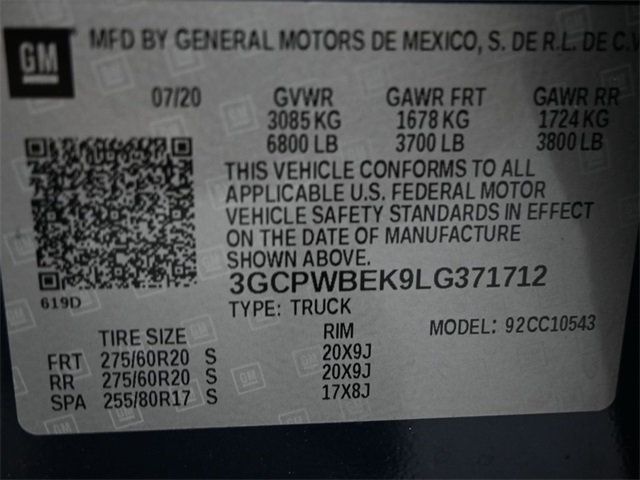 GM
MFD BY GENERAL MOTORS DE MEXICO, S. DE R.L. DE C.V
07/20 GVWR GAWR FRT GAWR RR
3085 KG 1678 KG 1724 KG
6800 LB 3700 LB 3800 LB
THIS VEHICLE CONFORMS TO ALL
APPLICABLE U.S. FEDERAL MOTOR
VEHICLE SAFETY STANDARDS IN EFFECT
ON THE DATE OF MANUFACTURE
SHOWN ABOVE.
619D
3GCPWBEK9LG371712
TYPE: TRUCK
MODEL: 92CC10543
TIRE SIZE RIM
FRT 275/60R20 S 20X9J
RR 275/60R20 S 20X9J
SPA 255/80R17 S 17X8J